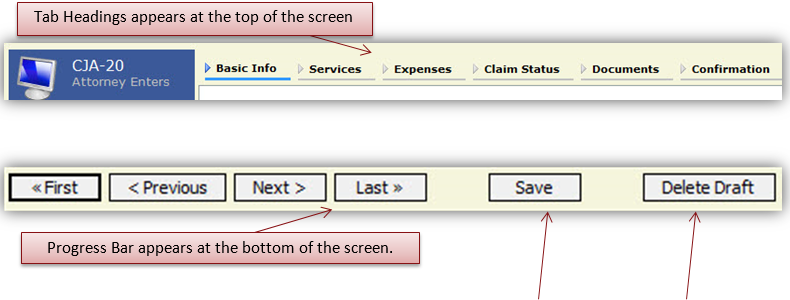 Tab Headings appears at the top of the screen
CJA-20
Attorney Enters
Basic Info Services Expenses Claim Status Documents Confirmation
« First < Previous Next > Last » Save Delete Draft
Progress Bar appears at the bottom of the screen.